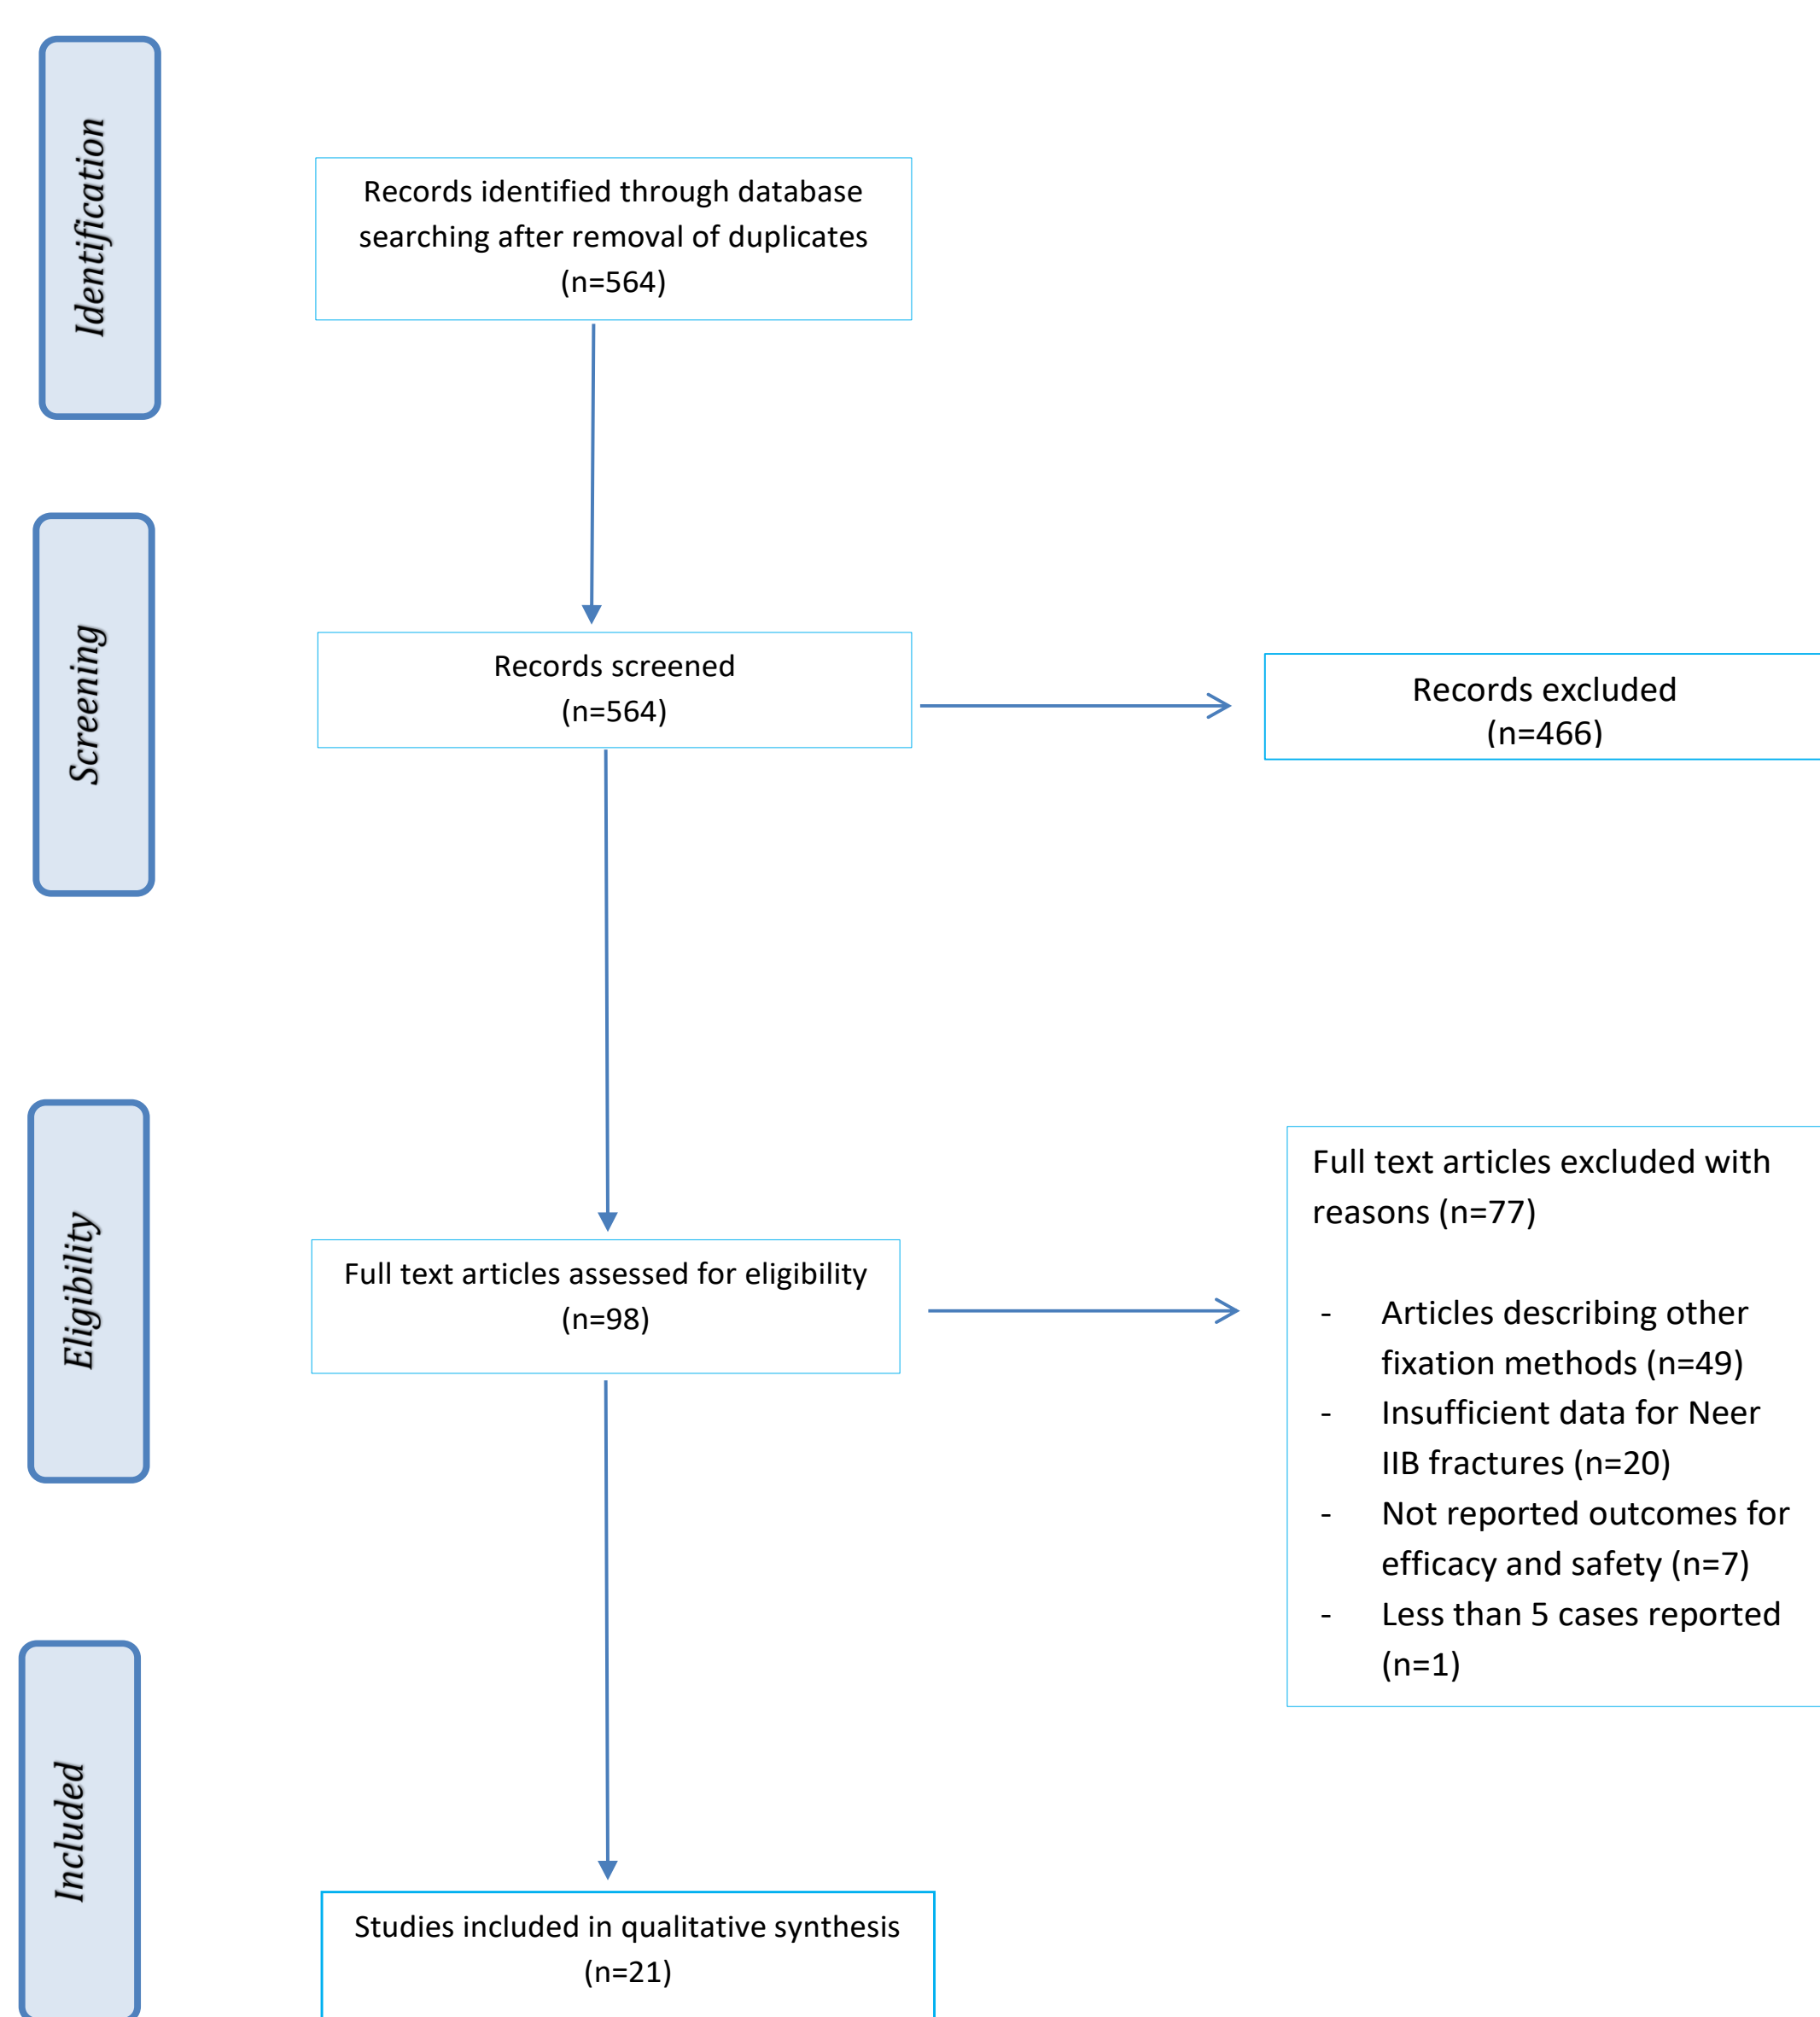 Identification
Records identified through database
searching after removal of duplicates
(n=564)
Screening
Records screened
(n=564)
Records excluded
(n=466)
Eligibility
Full text articles assessed for eligibility
(n=98)
Full text articles excluded with
reasons (n=77)
- Articles describing other
fixation methods (n=49)
- Insufficient data for Neer
IIB fractures (n=20)
- Not reported outcomes for
efficacy and safety (n=7)
- Less than 5 cases reported
(n=1)
Included
Studies included in qualitative synthesis
(n=21)